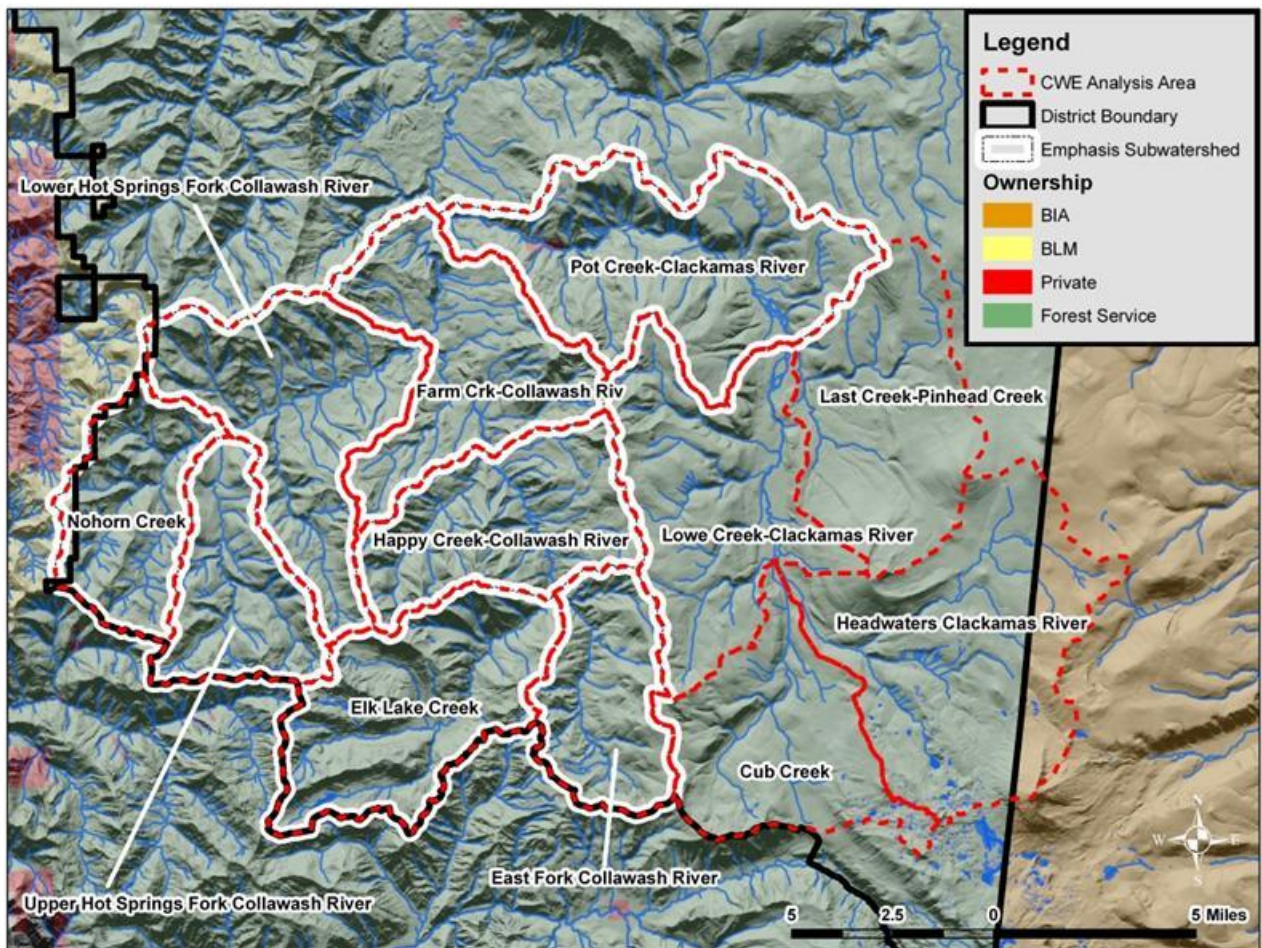 Legend
CWE Analysis Area
District Boundary
Emphasis Subwatershed
Ownership
BIA
BLM
Private
Forest Service
Lower Hot Springs Fork Collawash River
Pot Creek-Clackamas River
Farm Crk-Collawash Riv
Last Creek-Pinhead Creek
Nohorn Creek
Happy Creek-Collawash River
Lowe Creek-Clackamas River
Headwaters Clackamas River
Elk Lake Creek
Cub Creek
East Fork Collawash River
Upper Hot Springs Fork Collawash River
N
W E
S
5 2.5 0 5 Miles